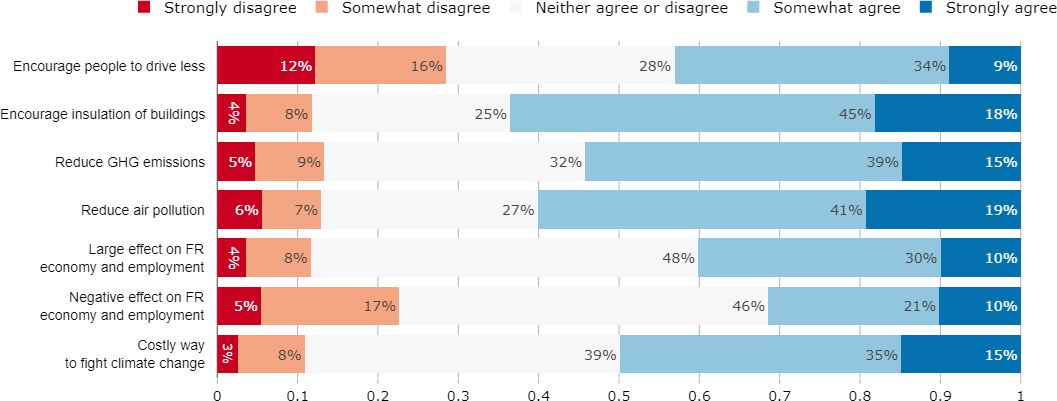 Strongly disagree Somewhat disagree Neither agree or disagree Somewhat agree Strongly agree
Encourage people to drive less 12% 16% 28% 34% 9%
Encourage insulation of buildings 4% 8% 25% 45% 18%
Reduce GHG emissions 5% 9% 32% 39% 15%
Reduce air pollution 6% 7% 27% 41% 19%
Large effect on FR
economy and employment 4% 8% 48% 30% 10%
Negative effect on FR
economy and employment 5% 17% 46% 21% 10%
Costly way
to fight climate change 3% 8% 39% 35% 15%
0 0.1 0.2 0.3 0.4 0.5 0.6 0.7 0.8 0.9 1